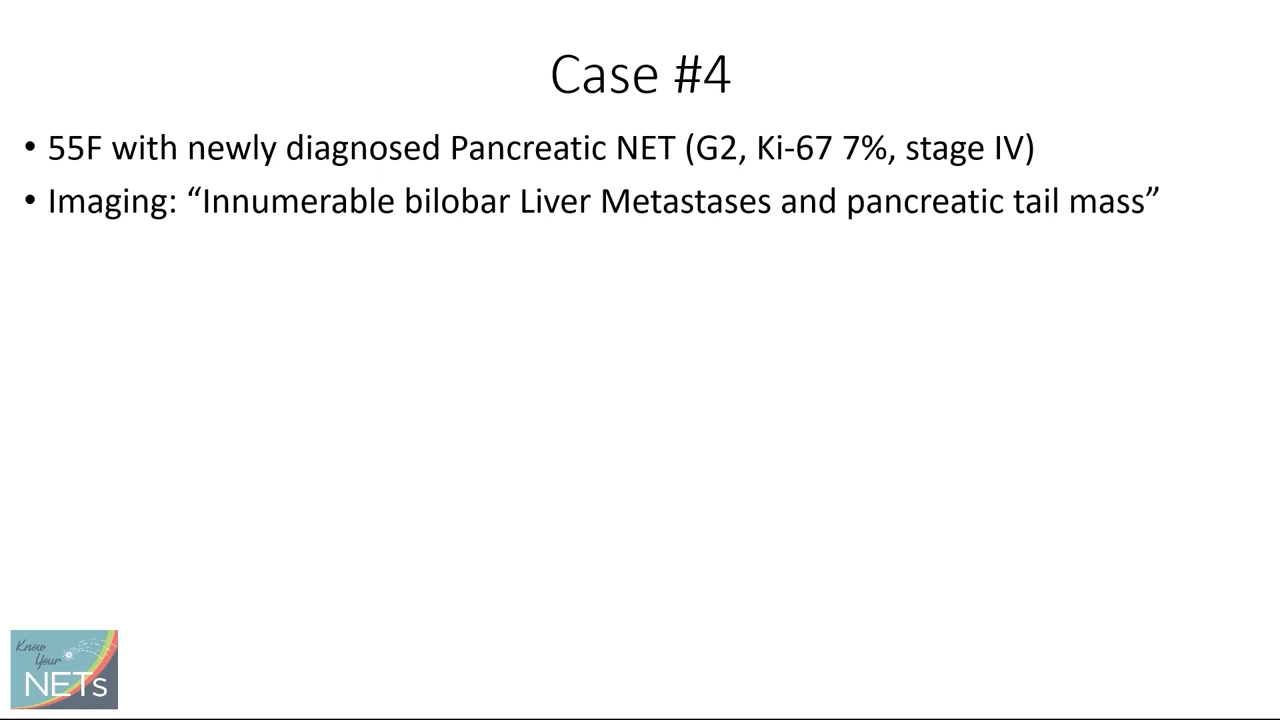 Case #4
• 55F with newly diagnosed Pancreatic NET (G2, Ki-67 7%, stage IV)
• Imaging: “Innumerable bilobar Liver Metastases and pancreatic tail mass”
Know
Your
NETs